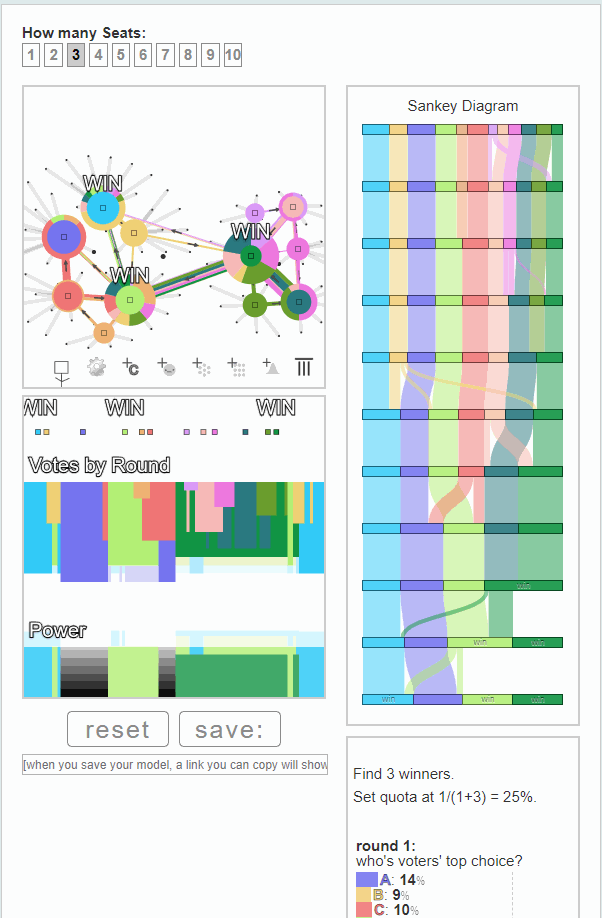 How many Seats:
1 2 3 4 5 6 7 8 9 10
WIN
WIN
WIN
+C + + + +
WIN WIN WIN
Votes by Round
Power
reset save:
[when you save your model, a link you can copy will show
Sankey Diagram
win
win win
win win win
Find 3 winners.
Set quota at 1/(1+3) = 25%.
round 1:
who's voters' top choice?
A: 14%
B: 9%
C: 10%